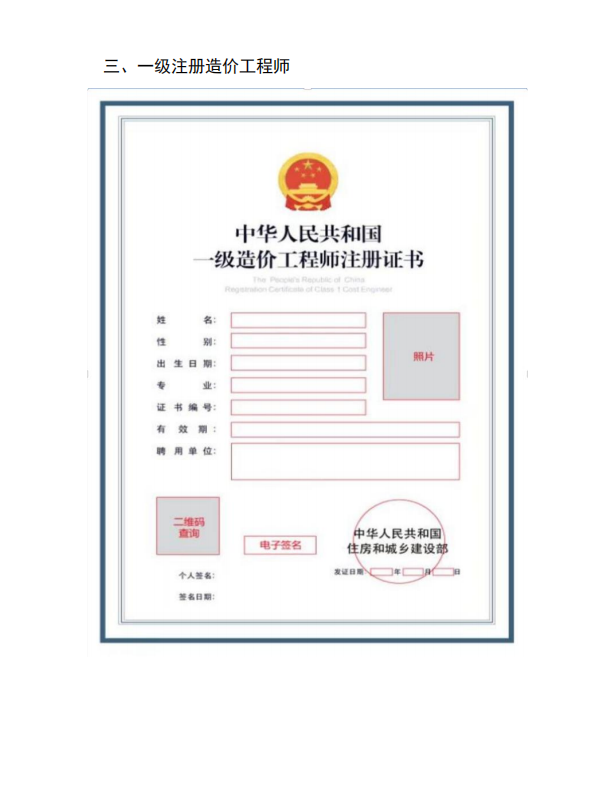 三、一级注册造价工程师
中华人民共和国
一级造价工程师注册证书
The People's Republic of China
Registration Certificate of Class 1 Cost Engineer
姓 名：
性 别：
出 生 日 期：
专 业：
证 书 编 号：
有 效 期：
聘 用 单 位：
照片
二维码
查询
电子签名
中华人民共和国
住房和城乡建设部
个人签名：
发证日期 年 月 日
签名日期：